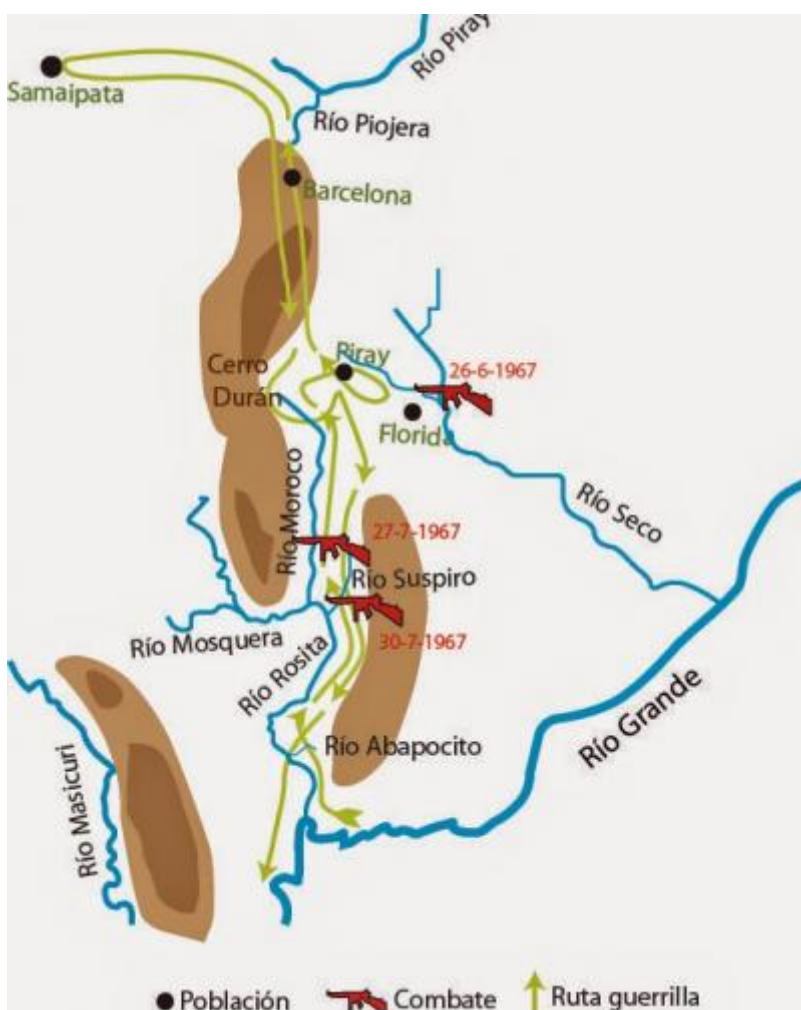 Río Piray
Samaipata
Río Piojera
Barcelona
Piray
Cerro
Durán
26-6-1967
Florida
Río Moroco
Río Seco
27-7-1967
Río Suspiro
Río Mosquera
30-7-1967
Río Rosita
Río Grande
Río Abapocito
Río Masicuri
Población
Combate
Ruta guerrilla